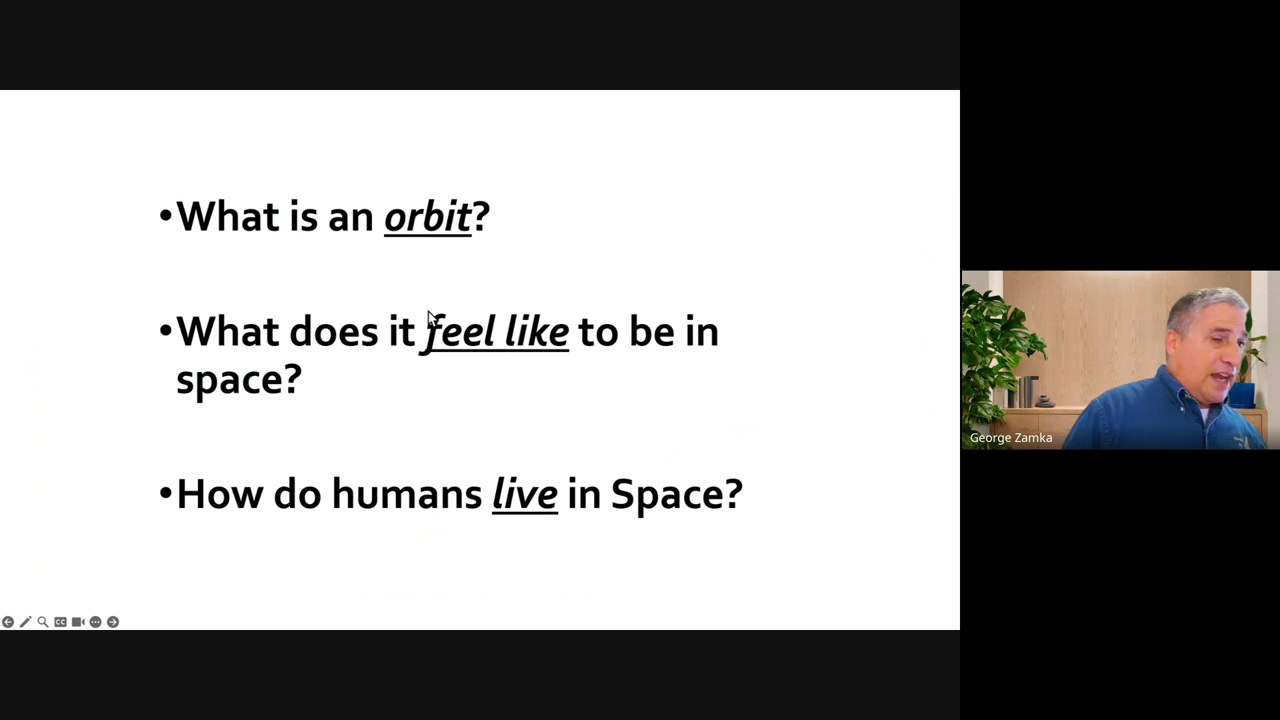 •What is an orbit?
•What does it feel like to be in
space?
•How do humans live in Space?
George Zamka
CC